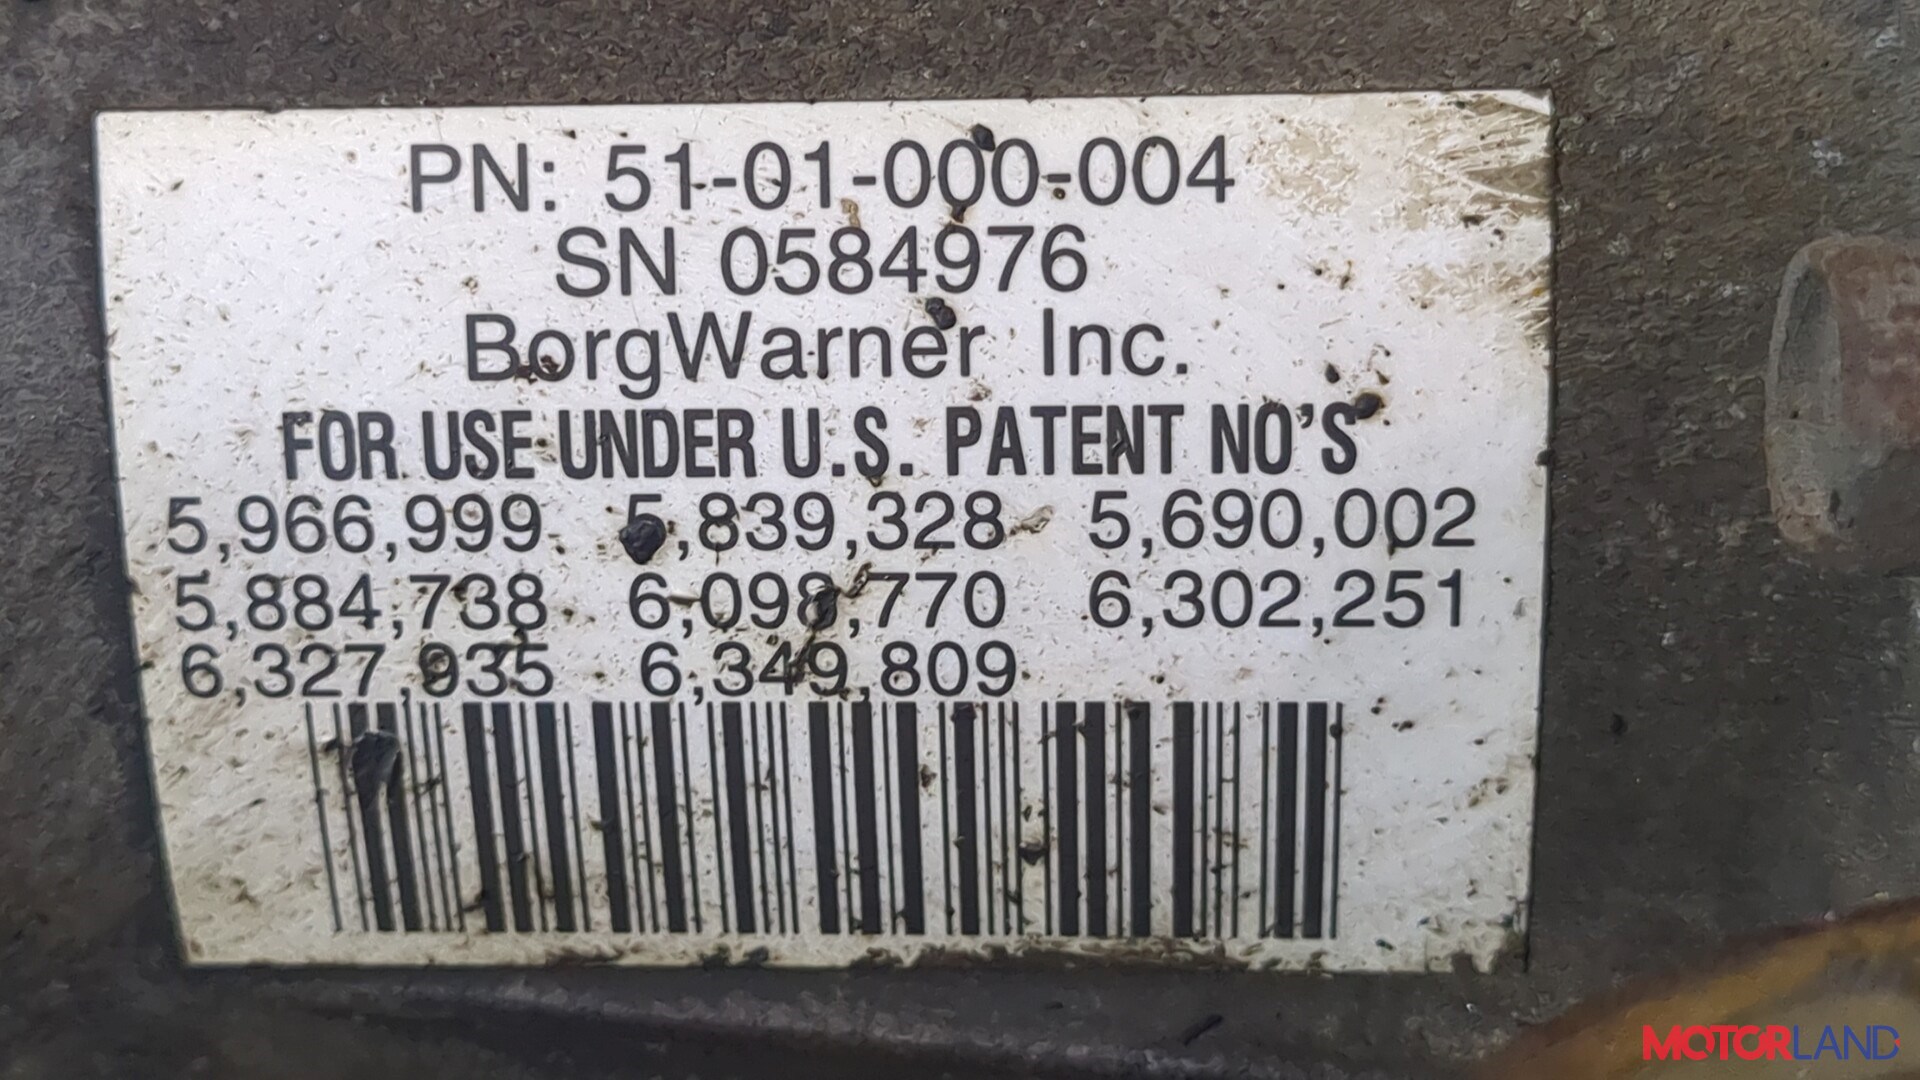 PN: 51-01-000-004
SN 0584976
BorgWarner Inc.
FOR USE UNDER U.S. PATENT NO'S
5,966,999 5,839,328 5,690,002
5,884,738 6,098,770 6,302,251
6,327,935 6,349,809
MOTORLAND